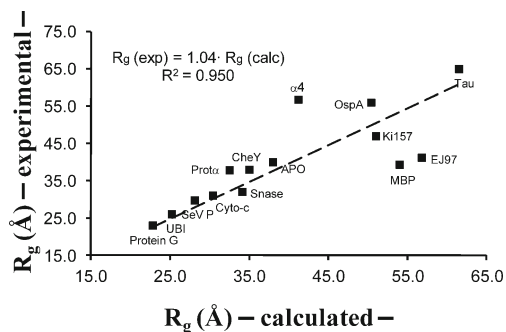 75.0
65.0
55.0
45.0
35.0
25.0
15.0
Rg (Å) – experimental –
Rg (exp) = 1.04· Rg (calc)
R² = 0.950
α4
OspA
Tau
Ki157
EJ97
MBP
CheY
Protα
APO
Snase
Cyto-c
SeV P
UBI
Protein G
15.0 25.0 35.0 45.0 55.0 65.0
Rg (Å) – calculated –